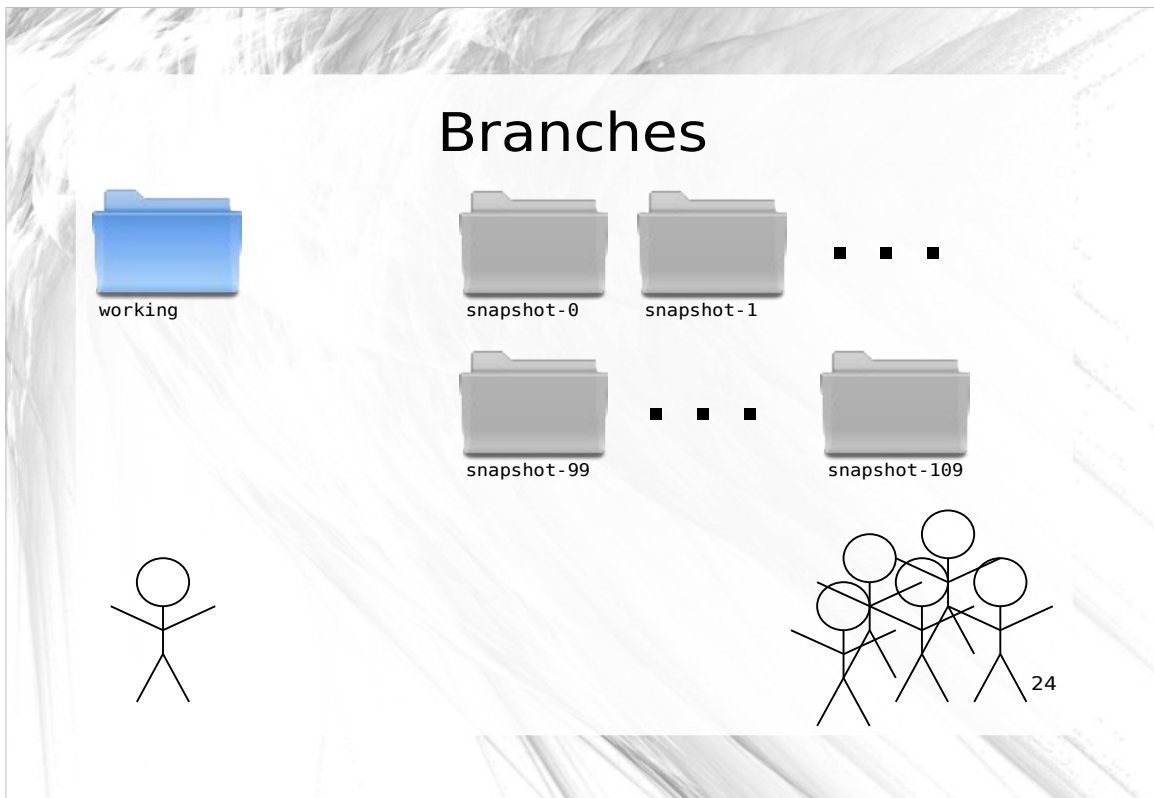 Branches
working
snapshot-0
snapshot-1
. . .
snapshot-99
. . .
snapshot-109
24